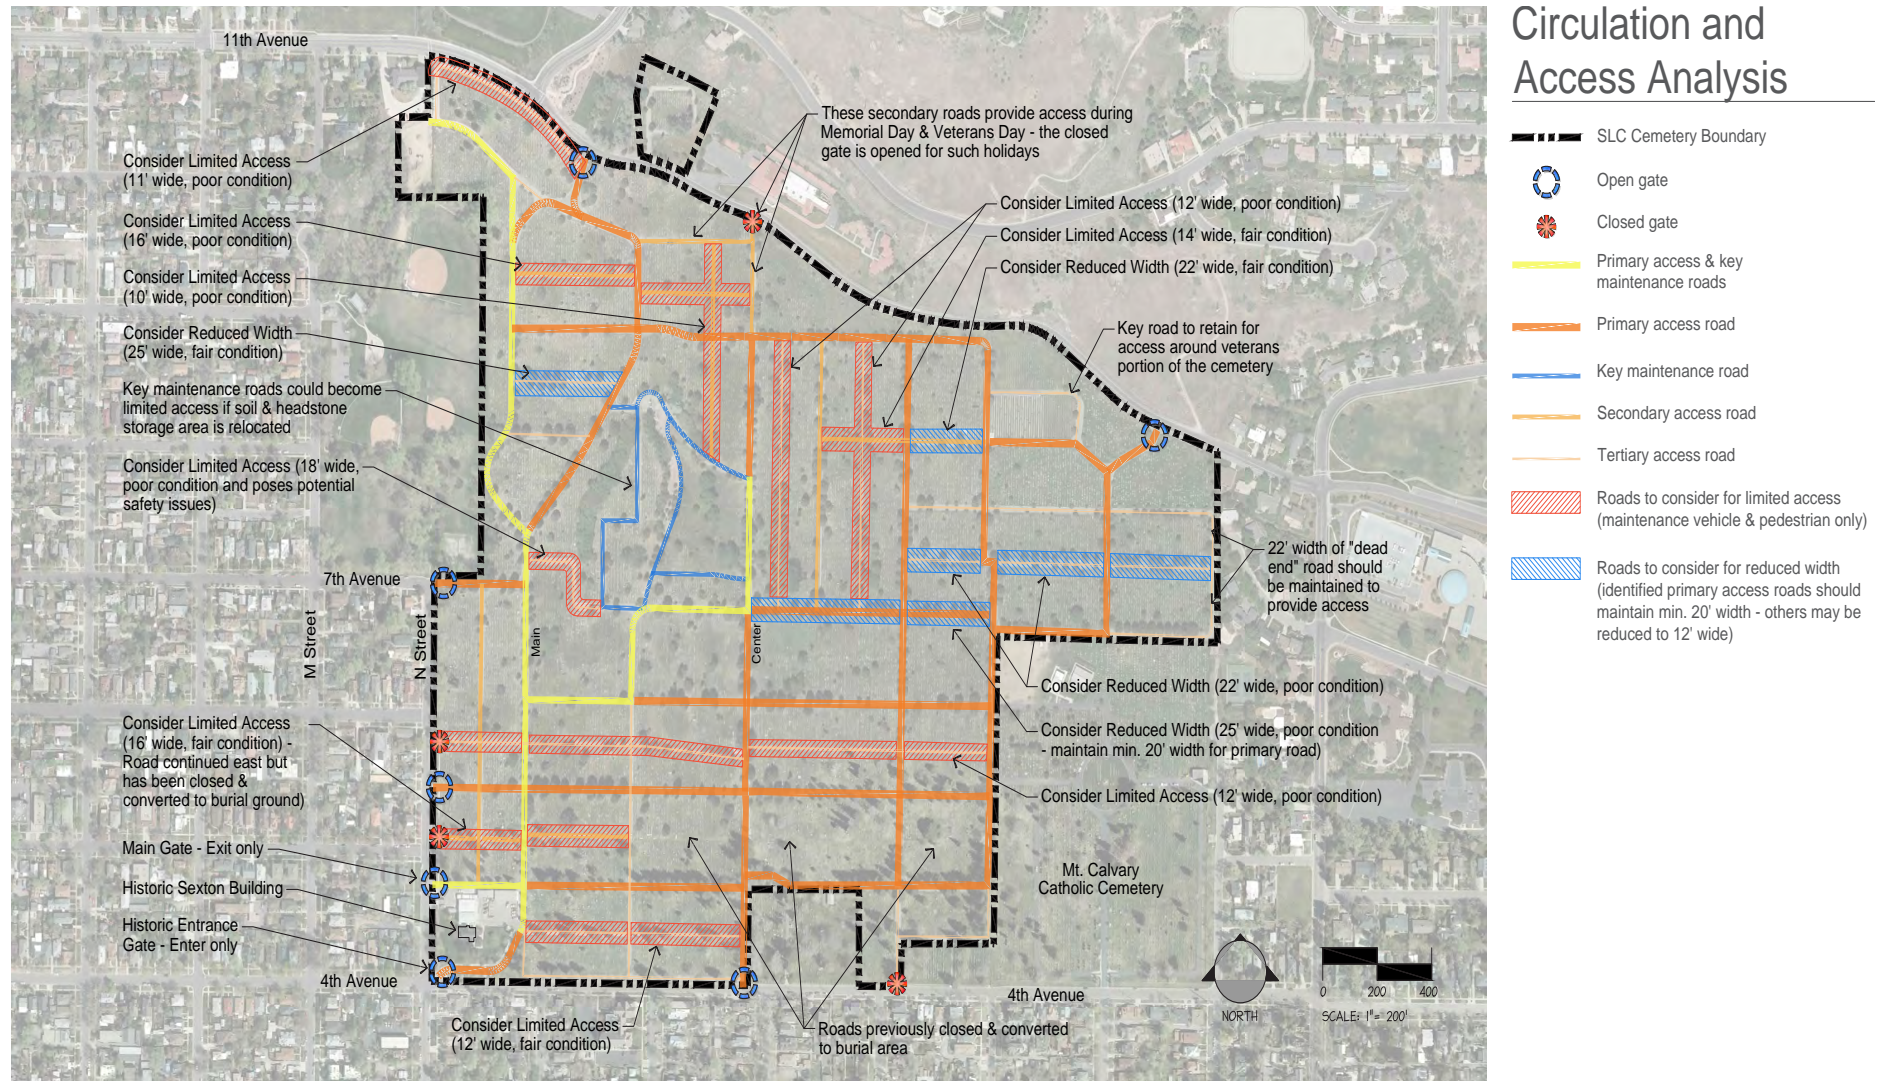 Circulation and
Access Analysis
SLC Cemetery Boundary
Open gate
Closed gate
Primary access & key
maintenance roads
Primary access road
Key maintenance road
Secondary access road
Tertiary access road
Roads to consider for limited access
(maintenance vehicle & pedestrian only)
Roads to consider for reduced width
(identified primary access roads should
maintain min. 20' width - others may be
reduced to 12' wide)
11th Avenue
These secondary roads provide access during
Memorial Day & Veterans Day - the closed
gate is opened for such holidays
Consider Limited Access
(11' wide, poor condition)
Consider Limited Access
(16' wide, poor condition)
Consider Limited Access
(10' wide, poor condition)
Consider Reduced Width
(25' wide, fair condition)
Key maintenance roads could become
limited access if soil & headstone
storage area is relocated
Consider Limited Access (18' wide,
poor condition and poses potential
safety issues)
Consider Limited Access (12' wide, poor condition)
Consider Limited Access (14' wide, fair condition)
Consider Reduced Width (22' wide, fair condition)
Key road to retain for
access around veterans
portion of the cemetery
22' width of "dead
end" road should
be maintained to
provide access
7th Avenue
M Street
N Street
Main
Center
Consider Reduced Width (22' wide, poor condition)
Consider Reduced Width (25' wide, poor condition
- maintain min. 20' width for primary road)
Consider Limited Access (12' wide, poor condition)
Consider Limited Access
(16' wide, fair condition) -
Road continued east but
has been closed &
converted to burial ground)
Main Gate - Exit only
Historic Sexton Building
Historic Entrance
Gate - Enter only
4th Avenue
Mt. Calvary
Catholic Cemetery
4th Avenue
Consider Limited Access
(12' wide, fair condition)
Roads previously closed & converted
to burial area
NORTH
0 200 400
SCALE: 1"= 200'